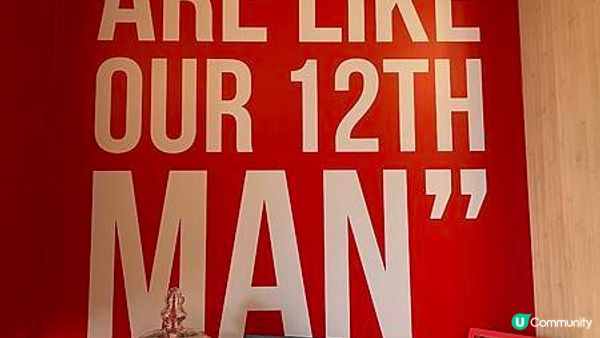 ARE LIKE
OUR 12TH
MAN”
U Community